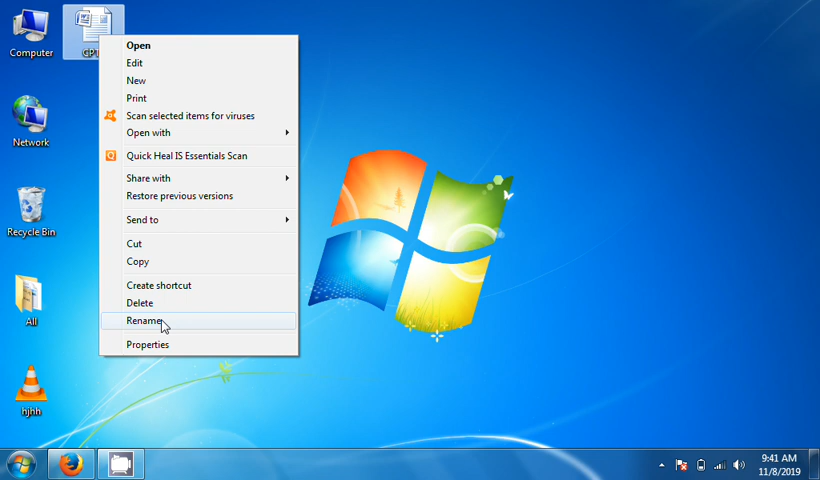 Computer
Network
Recycle Bin
All
hjhh
GPT
Open
Edit
New
Print
Scan selected items for viruses
Open with
Quick Heal IS Essentials Scan
Share with
Restore previous versions
Send to
Cut
Copy
Create shortcut
Delete
Rename
Properties
9:41 AM
11/8/2019